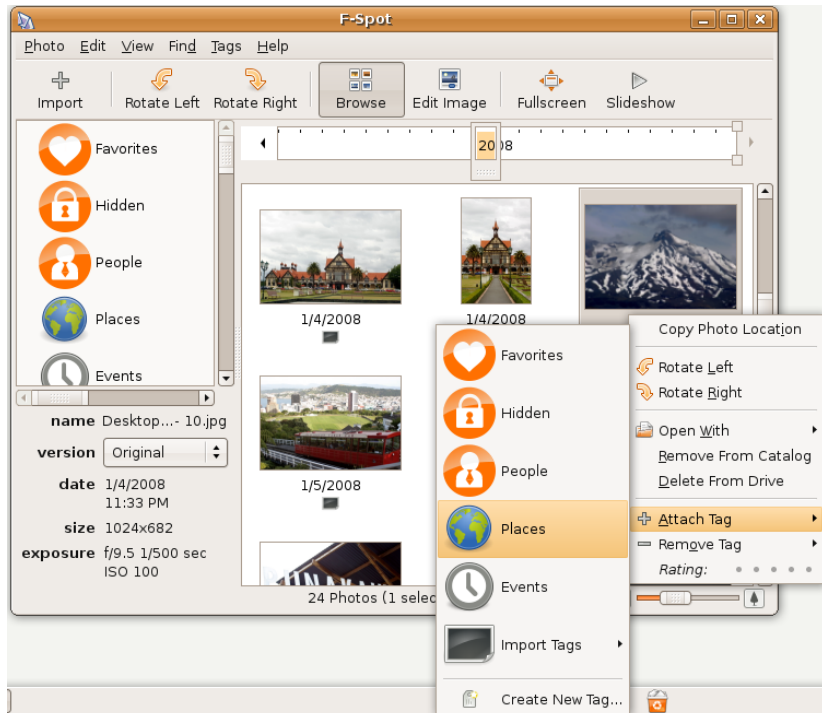 F-Spot
Photo Edit View Find Tags Help
Import Rotate Left Rotate Right Browse Edit Image Fullscreen Slideshow
Favorites
Hidden
People
Places
Events
name Desktop...- 10.jpg
version Original
date 1/4/2008
11:33 PM
size 1024x682
exposure f/9.5 1/500 sec
ISO 100
1/4/2008
1/4/2008
1/5/2008
24 Photos (1 selec
Copy Photo Location
Rotate Left
Rotate Right
Open With
Remove From Catalog
Delete From Drive
Attach Tag
Remove Tag
Rating:
Favorites
Hidden
People
Places
Events
Import Tags
Create New Tag...